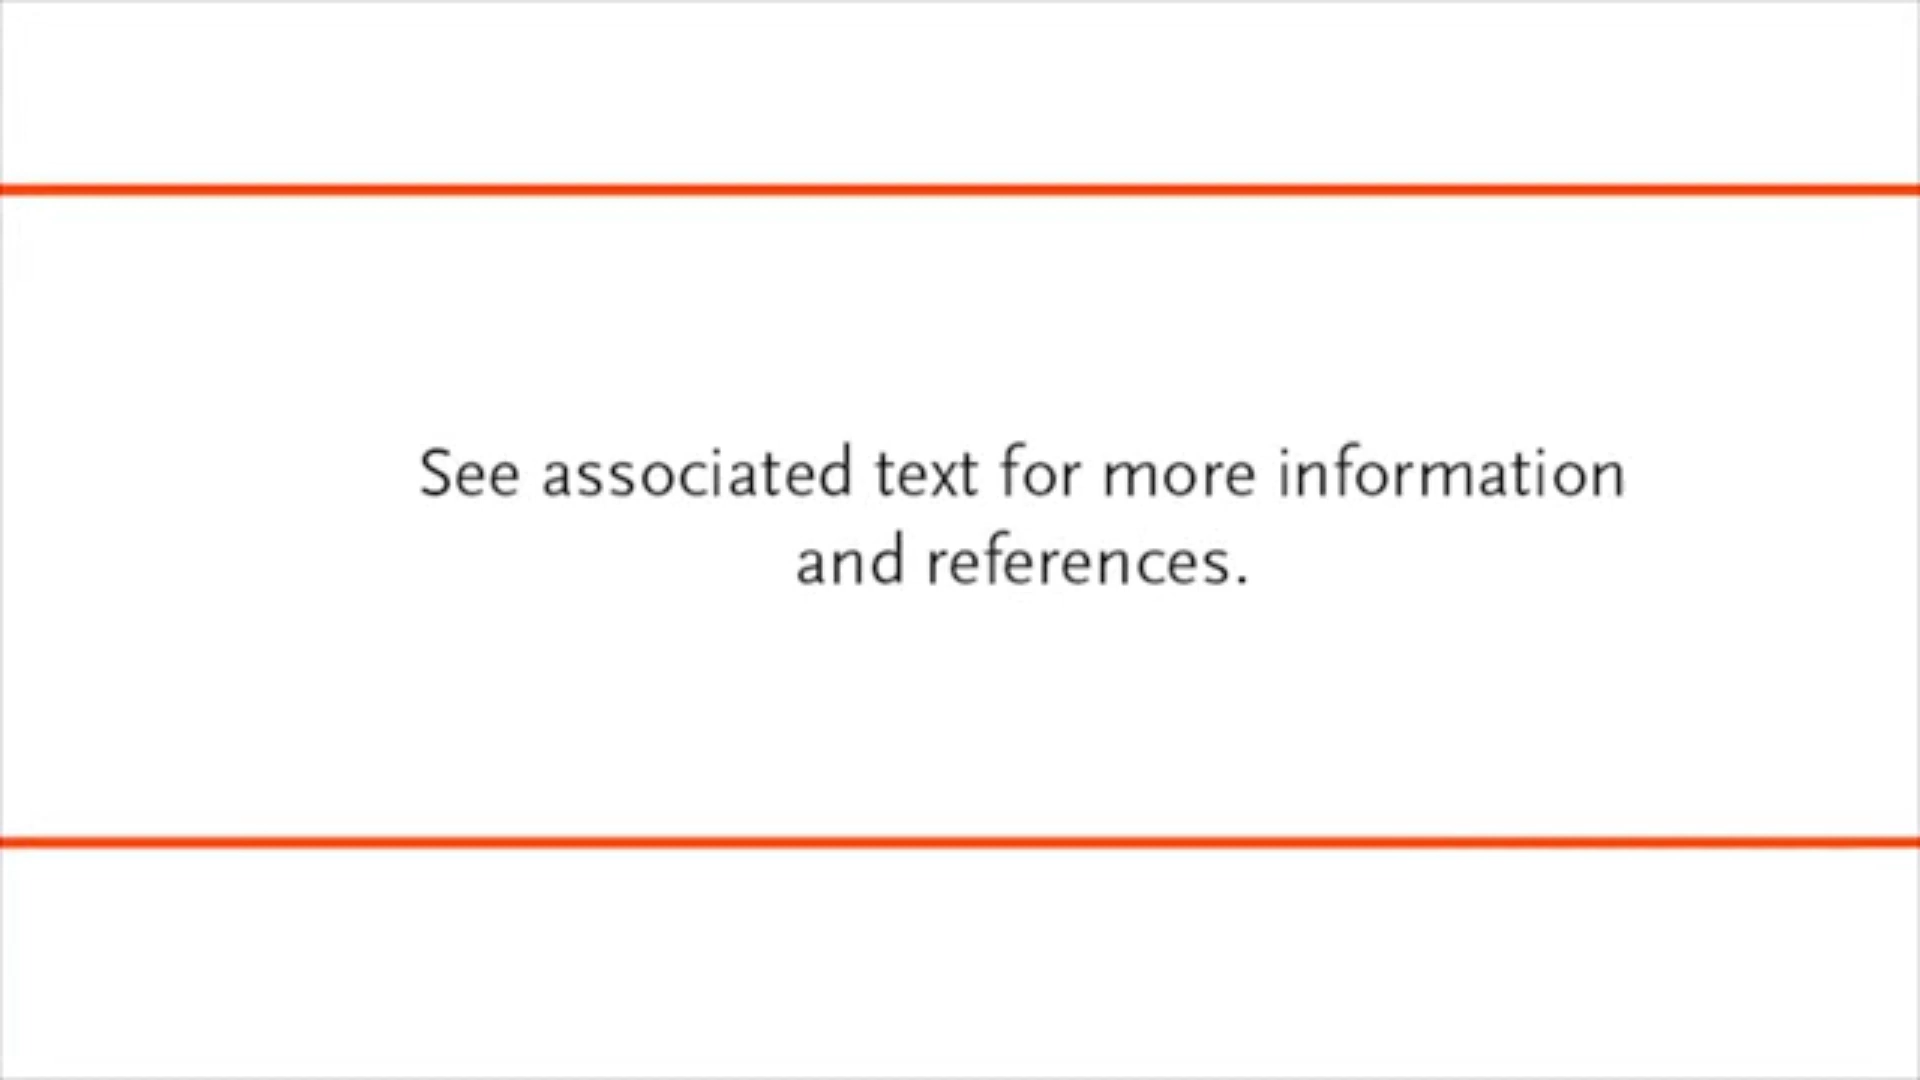 See associated text for more information
and references.